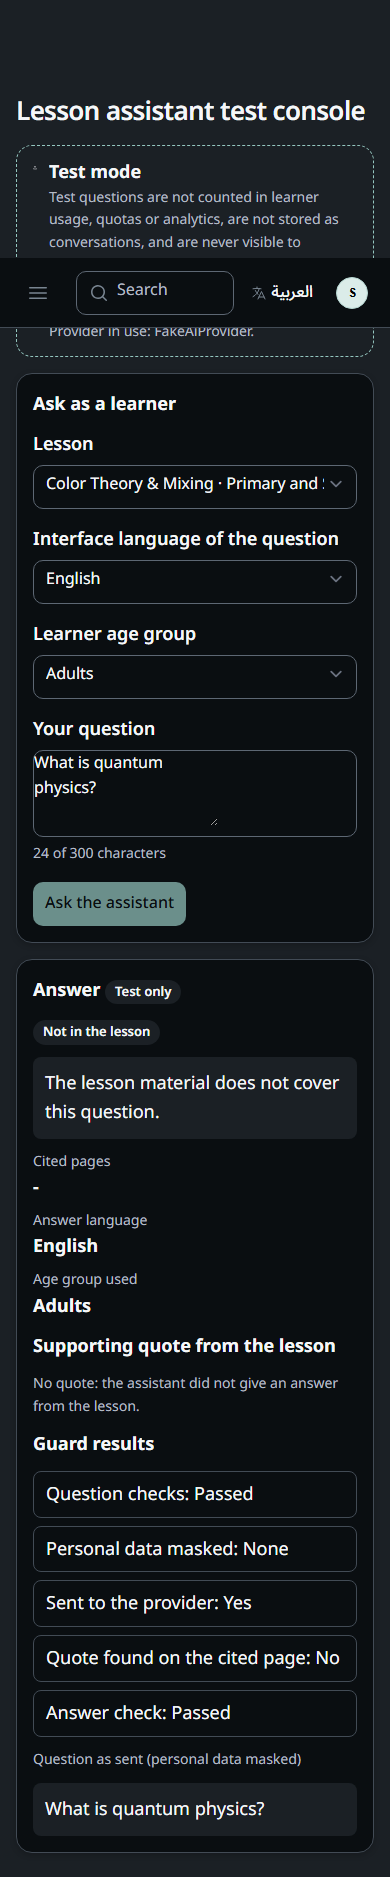 Lesson assistant test console
Test mode
Test questions are not counted in learner
usage, quotas or analytics, are not stored as
conversations, and are never visible to
Search
العربية
S
Provider in use: FakeAIProvider.
Ask as a learner
Lesson
Color Theory & Mixing · Primary and
Interface language of the question
English
Learner age group
Adults
Your question
What is quantum
physics?
24 of 300 characters
Ask the assistant
Answer
Test only
Not in the lesson
The lesson material does not cover
this question.
Cited pages
-
Answer language
English
Age group used
Adults
Supporting quote from the lesson
No quote: the assistant did not give an answer
from the lesson.
Guard results
Question checks: Passed
Personal data masked: None
Sent to the provider: Yes
Quote found on the cited page: No
Answer check: Passed
Question as sent (personal data masked)
What is quantum physics?